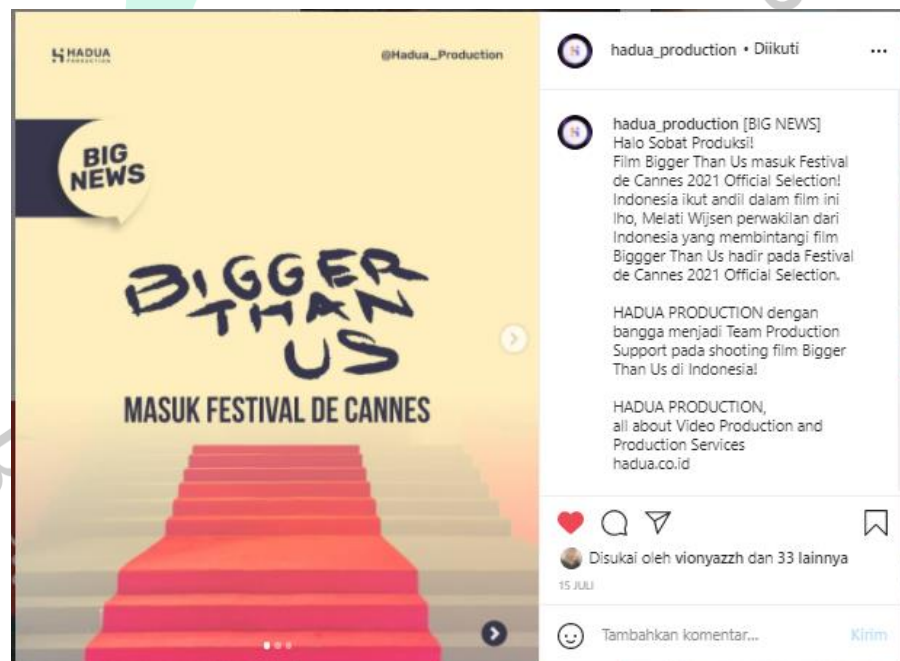 HADUA
PRODUCTION
@Hadua_Production
BIG
NEWS
BIGGER
THAN
US
MASUK FESTIVAL DE CANNES
hadua_production • Diikuti
hadua_production [BIG NEWS]
Halo Sobat Produksi!
Film Bigger Than Us masuk Festival
de Cannes 2021 Official Selection!
Indonesia ikut andil dalam film ini
lho, Melati Wijsen perwakilan dari
Indonesia yang membintangi film
Biggger Than Us hadir pada Festival
de Cannes 2021 Official Selection.
HADUA PRODUCTION dengan
bangga menjadi Team Production
Support pada shooting film Bigger
Than Us di Indonesia!
HADUA PRODUCTION,
all about Video Production and
Production Services
hadua.co.id
Disukai oleh vionyazzh dan 33 lainnya
15 JULI
Tambahkan komentar...
Kirim